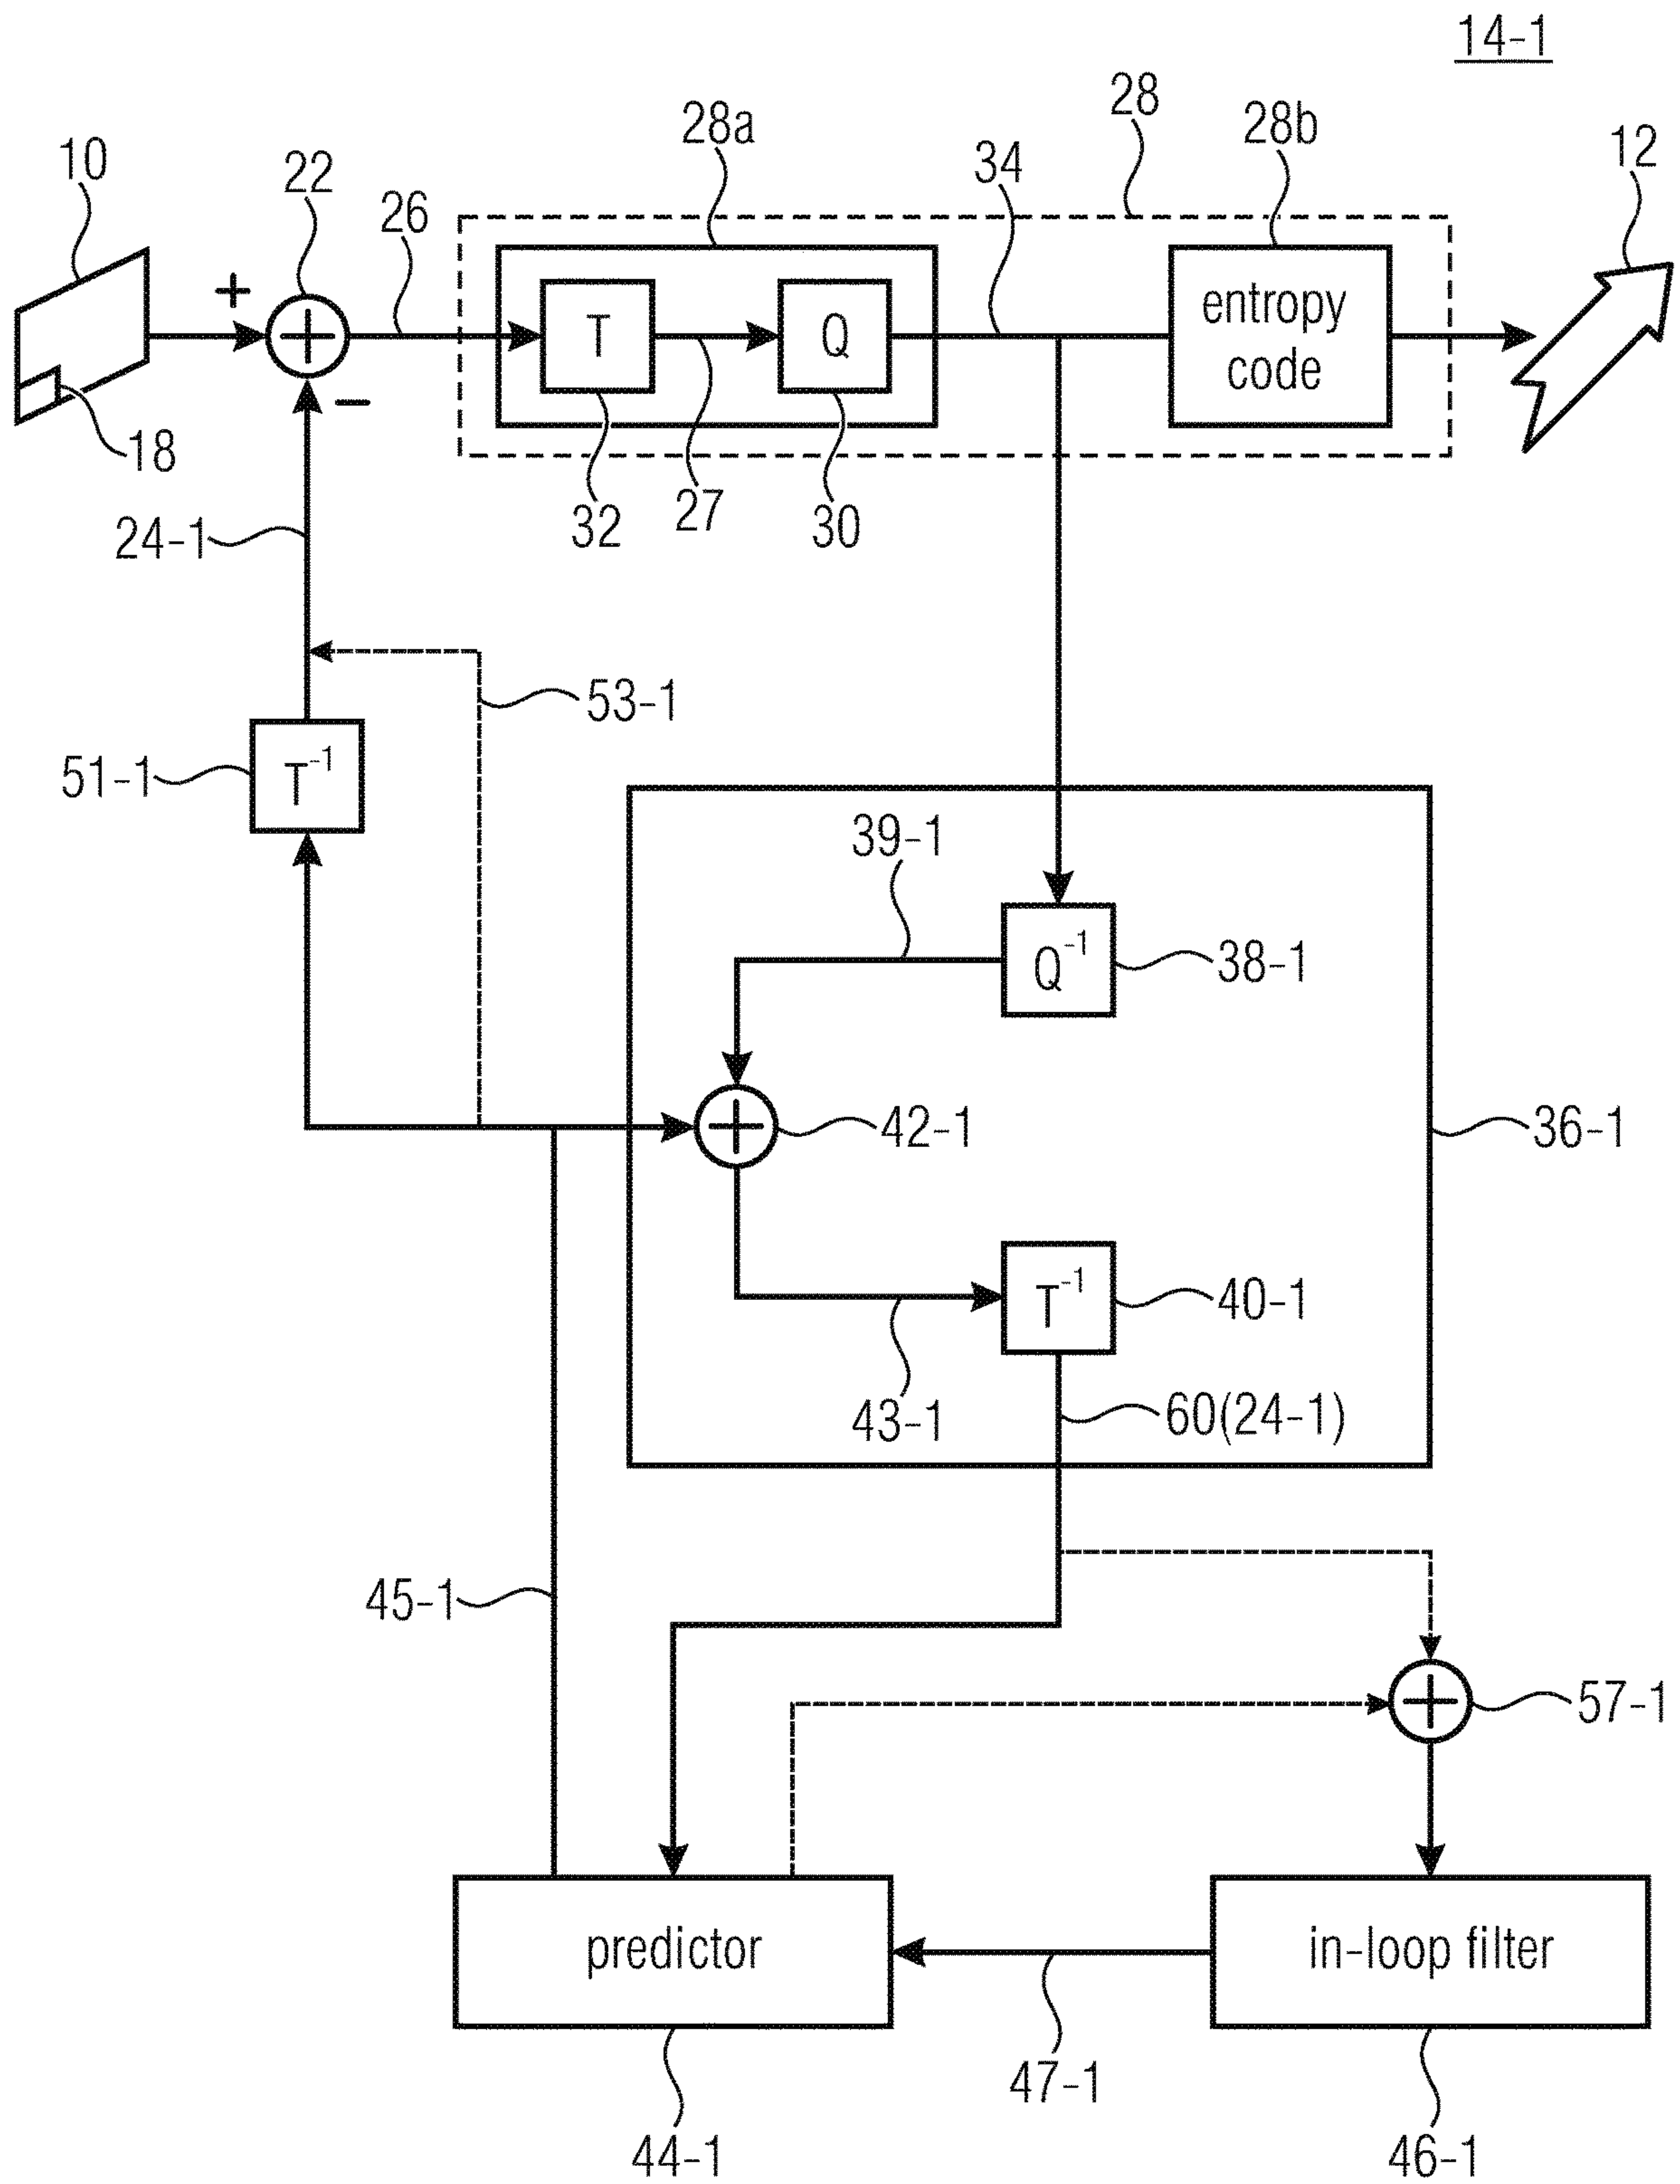 14-1
28
28a
28b
12
10
22
34
26
+
T
Q
entropy
code
−
18
32
27
30
24-1
53-1
51-1
T⁻¹
39-1
Q⁻¹
38-1
42-1
36-1
T⁻¹
40-1
43-1
60(24-1)
45-1
57-1
predictor
in-loop filter
47-1
44-1
46-1